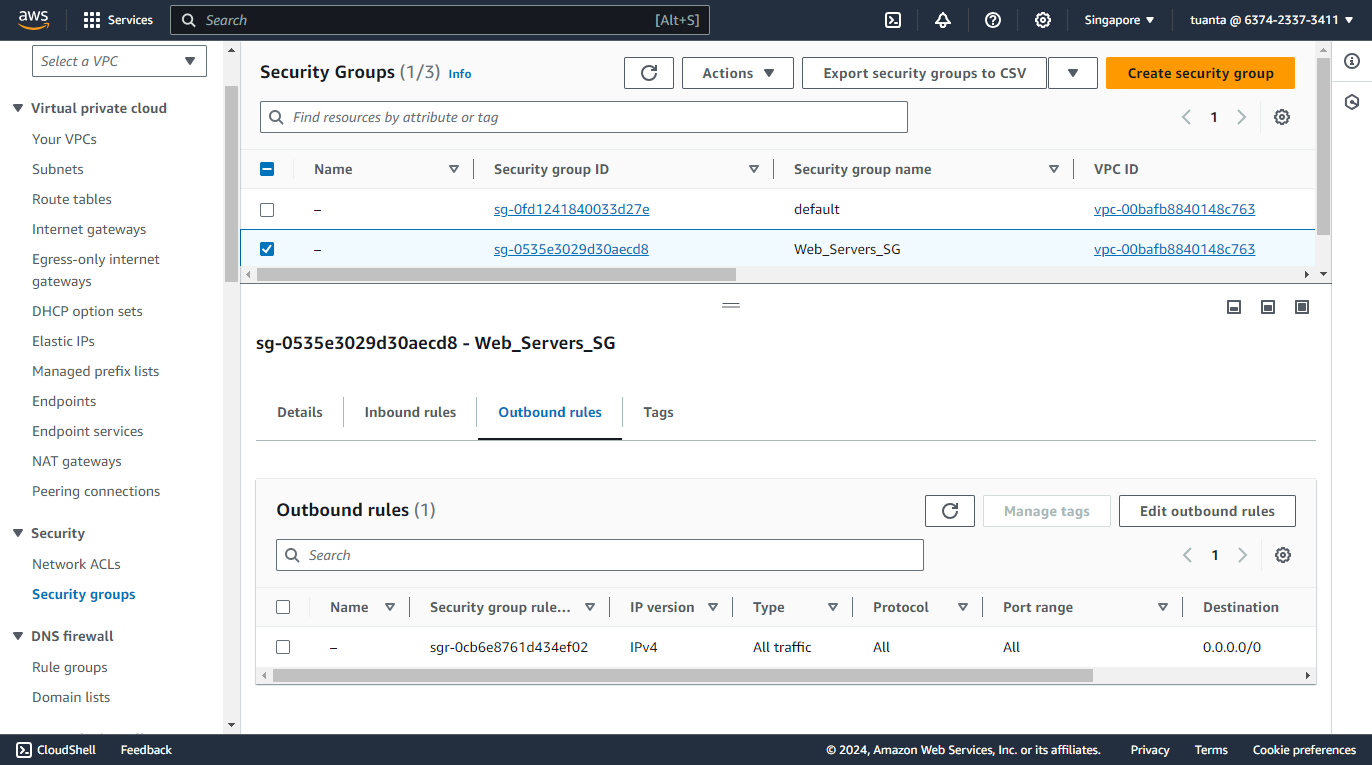 aws Services Search [Alt+S] Singapore tuanta @ 6374-2337-3411
Select a VPC
Virtual private cloud
Your VPCs
Subnets
Route tables
Internet gateways
Egress-only internet
gateways
DHCP option sets
Elastic IPs
Managed prefix lists
Endpoints
Endpoint services
NAT gateways
Peering connections
Security
Network ACLs
Security groups
DNS firewall
Rule groups
Domain lists
Security Groups (1/3) Info Actions Export security groups to CSV Create security group
Find resources by attribute or tag 1
Name Security group ID Security group name VPC ID
– sg-0fd1241840033d27e default vpc-00bafb8840148c763
– sg-0535e3029d30aecd8 Web_Servers_SG vpc-00bafb8840148c763
sg-0535e3029d30aecd8 - Web_Servers_SG
Details Inbound rules Outbound rules Tags
Outbound rules (1) Manage tags Edit outbound rules
Search 1
Name Security group rule... IP version Type Protocol Port range Destination
– sgr-0cb6e8761d434ef02 IPv4 All traffic All All 0.0.0.0/0
CloudShell Feedback © 2024, Amazon Web Services, Inc. or its affiliates. Privacy Terms Cookie preferences